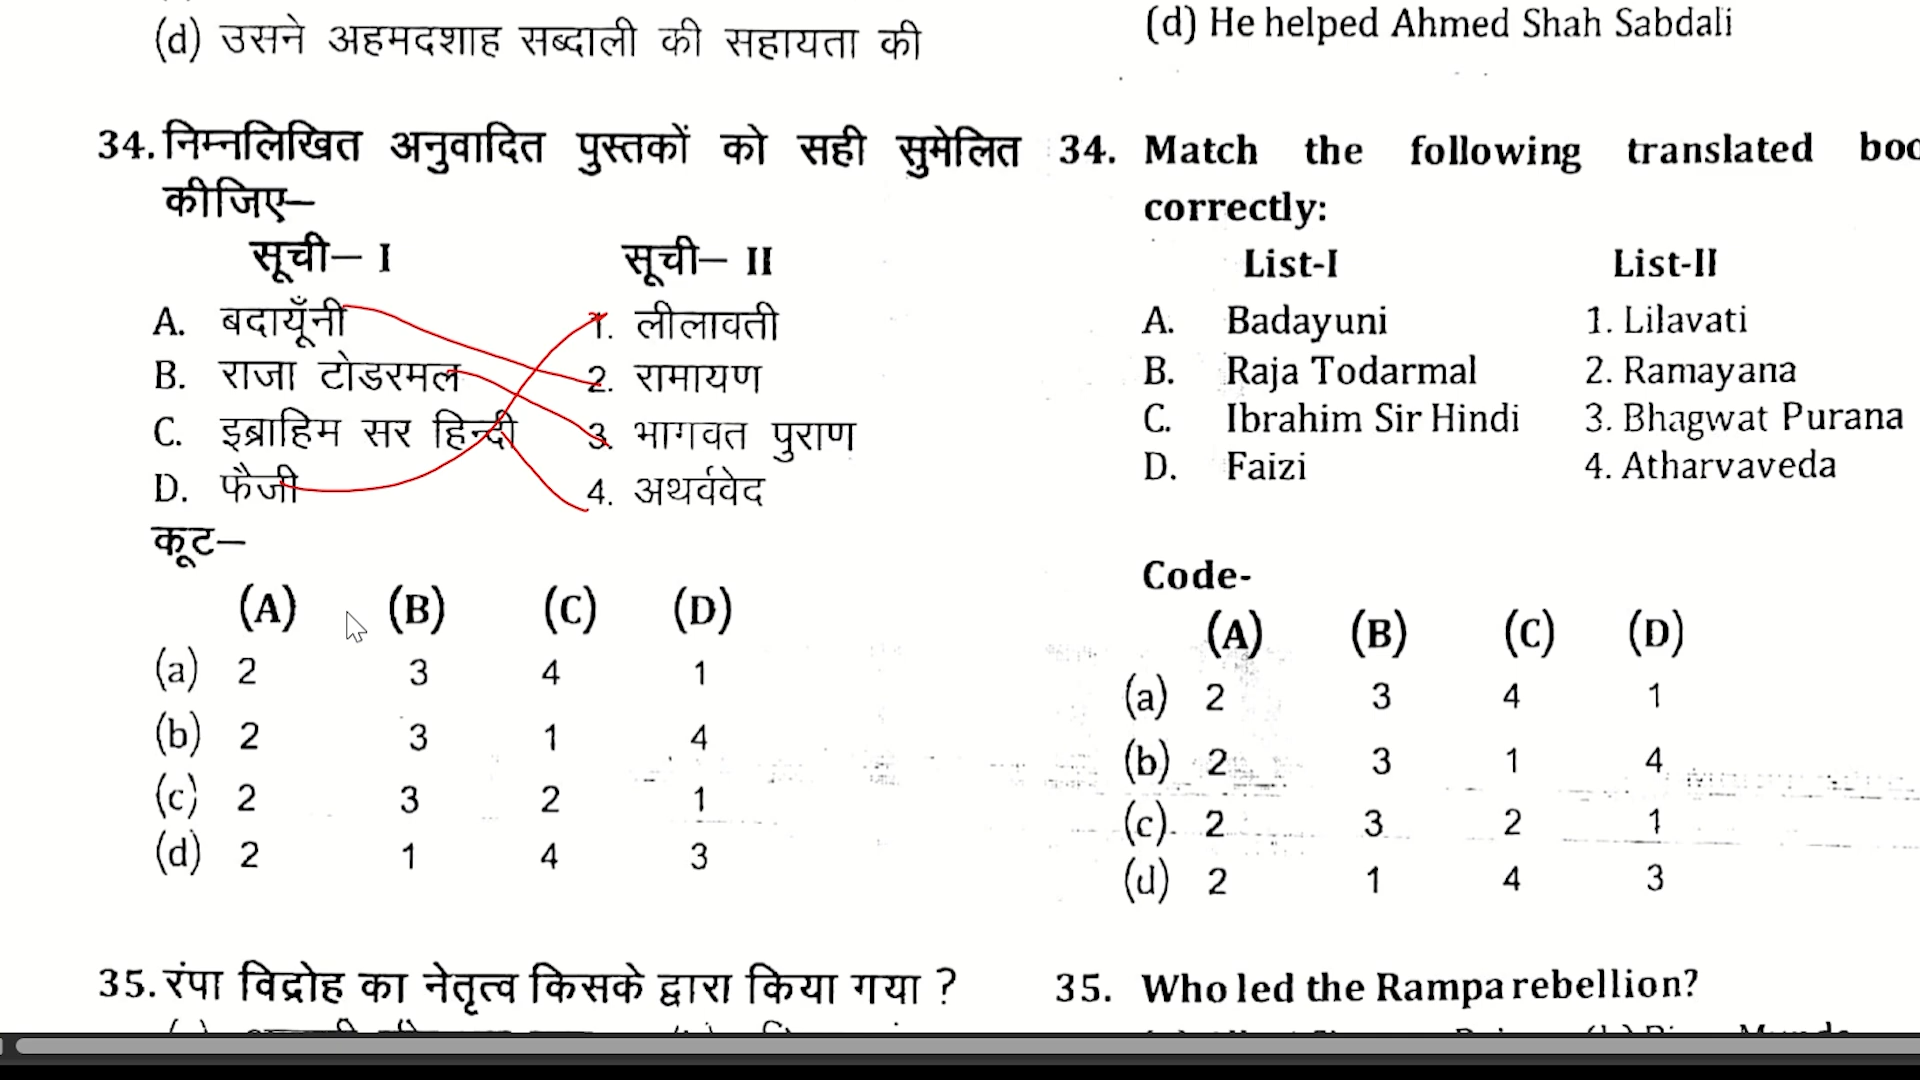 (d) उसने अहमदशाह सब्दाली की सहायता की
34. निम्नलिखित अनुवादित पुस्तकों को सही सुमेलित
कीजिए–
सूची– I सूची– II
A. बदायूँनी 1. लीलावती
B. राजा टोडरमल 2. रामायण
C. इब्राहिम सर हिन्दी 3. भागवत पुराण
D. फैजी 4. अथर्ववेद
कूट–
(A) (B) (C) (D)
(a) 2 3 4 1
(b) 2 3 1 4
(c) 2 3 2 1
(d) 2 1 4 3
35. रंपा विद्रोह का नेतृत्व किसके द्वारा किया गया ?
(d) He helped Ahmed Shah Sabdali
34. Match the following translated
correctly:
List-I List-II
A. Badayuni 1. Lilavati
B. Raja Todarmal 2. Ramayana
C. Ibrahim Sir Hindi 3. Bhagwat Purana
D. Faizi 4. Atharvaveda
Code-
(A) (B) (C) (D)
(a) 2 3 4 1
(b) 2 3 1 4
(c) 2 3 2 1
(d) 2 1 4 3
35. Who led the Rampa rebellion?